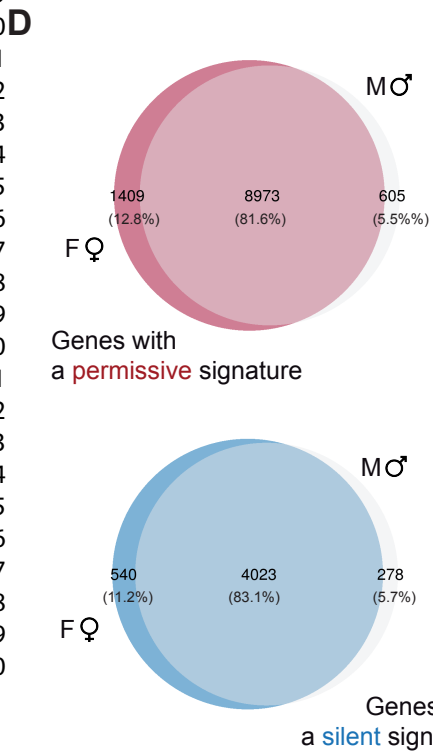 D
M♂
1409 8973 605
(12.8%) (81.6%) (5.5%%)
F♀
Genes with
a permissive signature
M♂
540 4023 278
(11.2%) (83.1%) (5.7%)
F♀
Genes
a silent sign